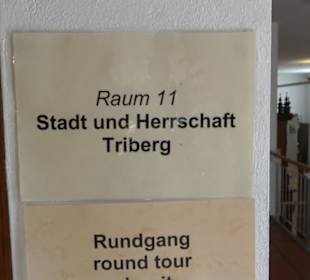 Raum 11
Stadt und Herrschaft
Triberg
Rundgang
round tour